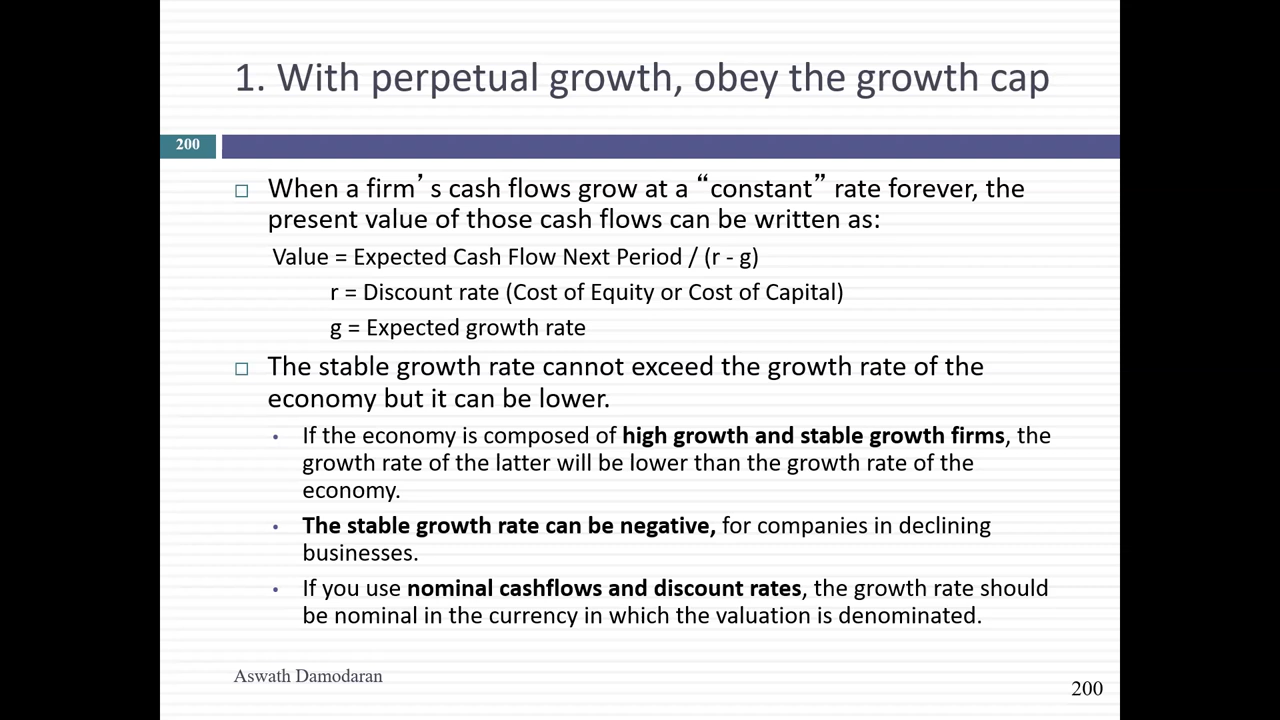 1. With perpetual growth, obey the growth cap
200
When a firm’s cash flows grow at a “constant” rate forever, the
present value of those cash flows can be written as:
Value = Expected Cash Flow Next Period / (r - g)
r = Discount rate (Cost of Equity or Cost of Capital)
g = Expected growth rate
The stable growth rate cannot exceed the growth rate of the
economy but it can be lower.
• If the economy is composed of high growth and stable growth firms, the
growth rate of the latter will be lower than the growth rate of the
economy.
• The stable growth rate can be negative, for companies in declining
businesses.
• If you use nominal cashflows and discount rates, the growth rate should
be nominal in the currency in which the valuation is denominated.
Aswath Damodaran
200